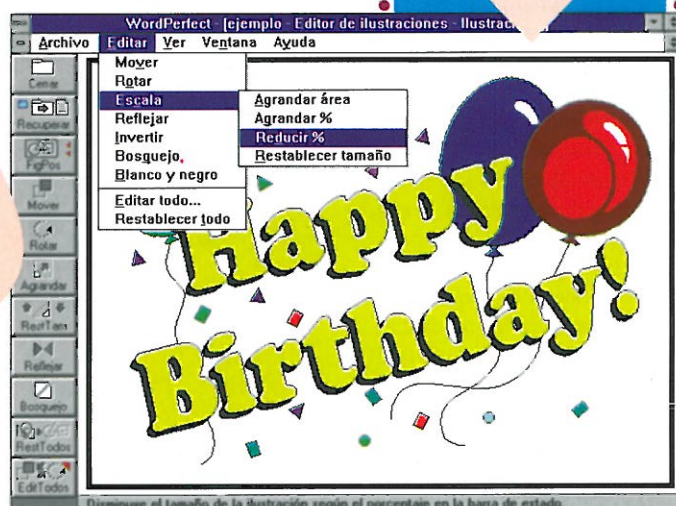 WordPerfect - [ejemplo - Editor de ilustraciones - Ilustrac
Archivo Editar Ver Ventana Ayuda
Mover
Rotar
Escala
Reflejar
Invertir
Bosquejo
Blanco y negro
Editar todo...
Restablecer todo
Agrandar área
Agrandar %
Reducir %
Restablecer tamaño
Cerrar
Recuperar
FigPos
Mover
Rotar
Agrandar
RestTam
Reflejar
Bosquejo
RestTodos
EditTodos
Happy
Birthday!
Disminuye el tamaño de la ilustración según el porcentaje en la barra de estado